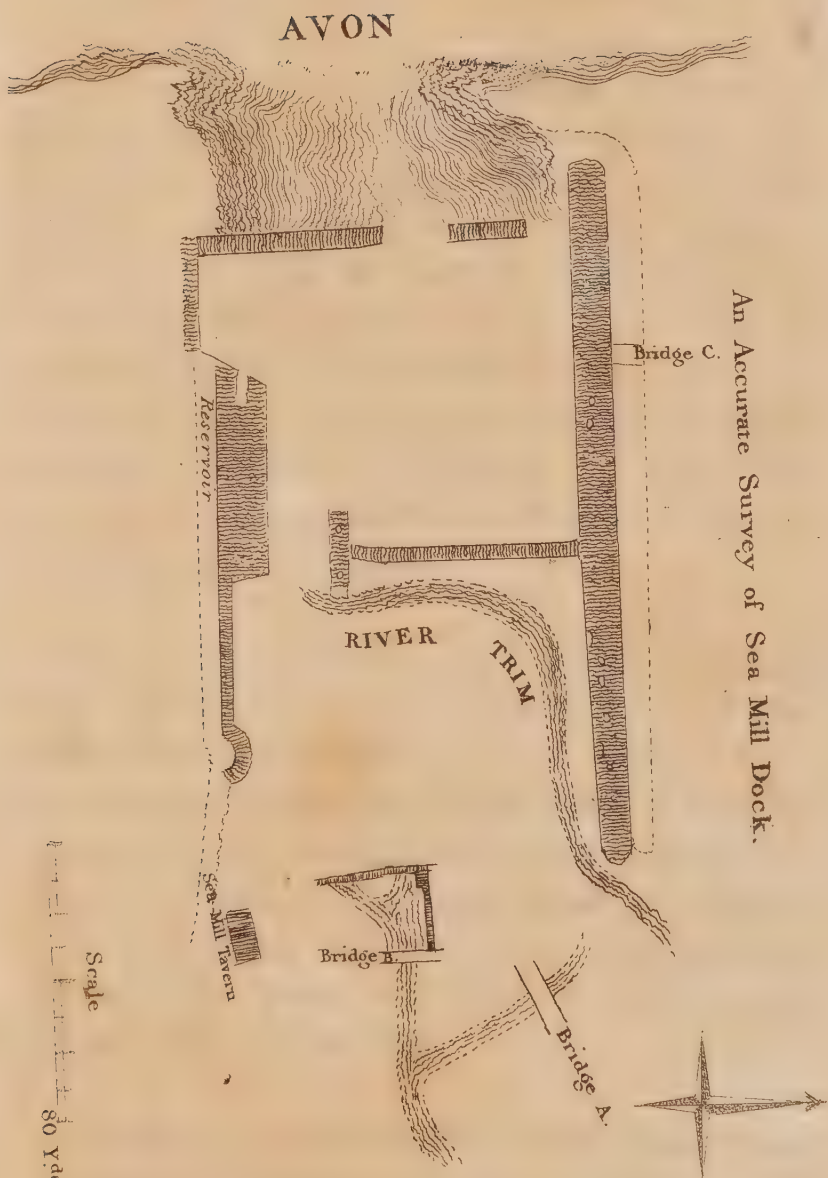 AVON
An Accurate Survey of Sea Mill Dock.
Bridge C.
Reservoir
RIVER
TRIM
Sea Mill Tavern
Bridge B.
Bridge A.
Scale
80 Yds